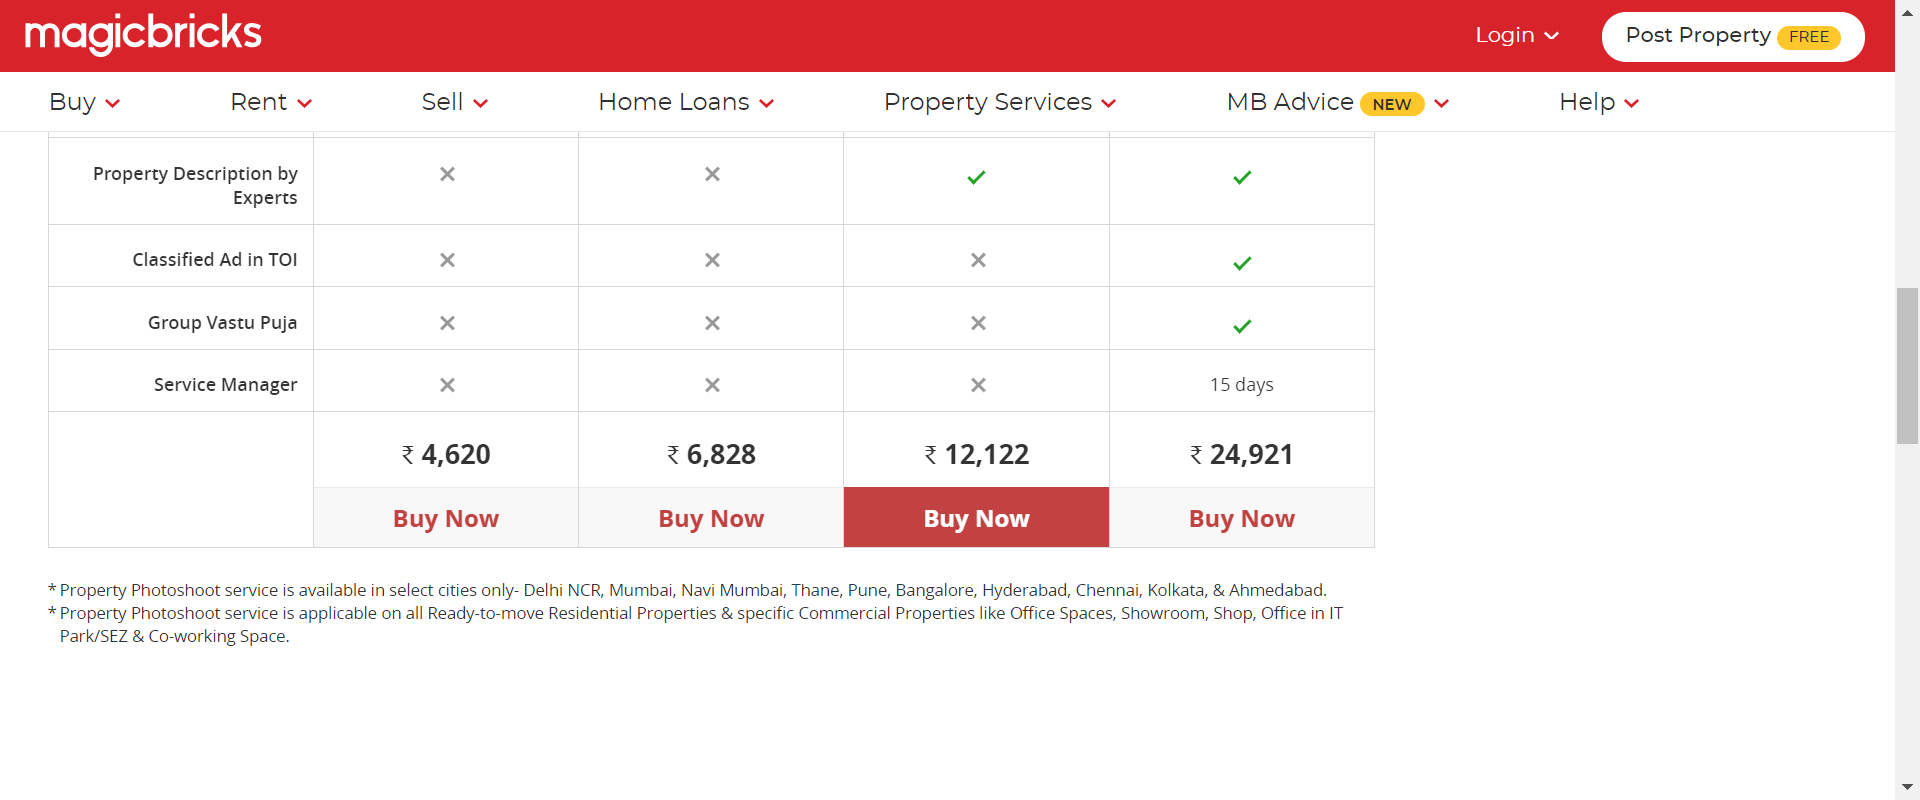 magicbricks
Login
Post Property FREE
Buy Rent Sell Home Loans Property Services MB Advice NEW Help
Property Description by
Experts
Classified Ad in TOI
Group Vastu Puja
Service Manager 15 days
₹ 4,620 ₹ 6,828 ₹ 12,122 ₹ 24,921
Buy Now Buy Now Buy Now Buy Now
* Property Photoshoot service is available in select cities only- Delhi NCR, Mumbai, Navi Mumbai, Thane, Pune, Bangalore, Hyderabad, Chennai, Kolkata, & Ahmedabad.
* Property Photoshoot service is applicable on all Ready-to-move Residential Properties & specific Commercial Properties like Office Spaces, Showroom, Shop, Office in IT
Park/SEZ & Co-working Space.